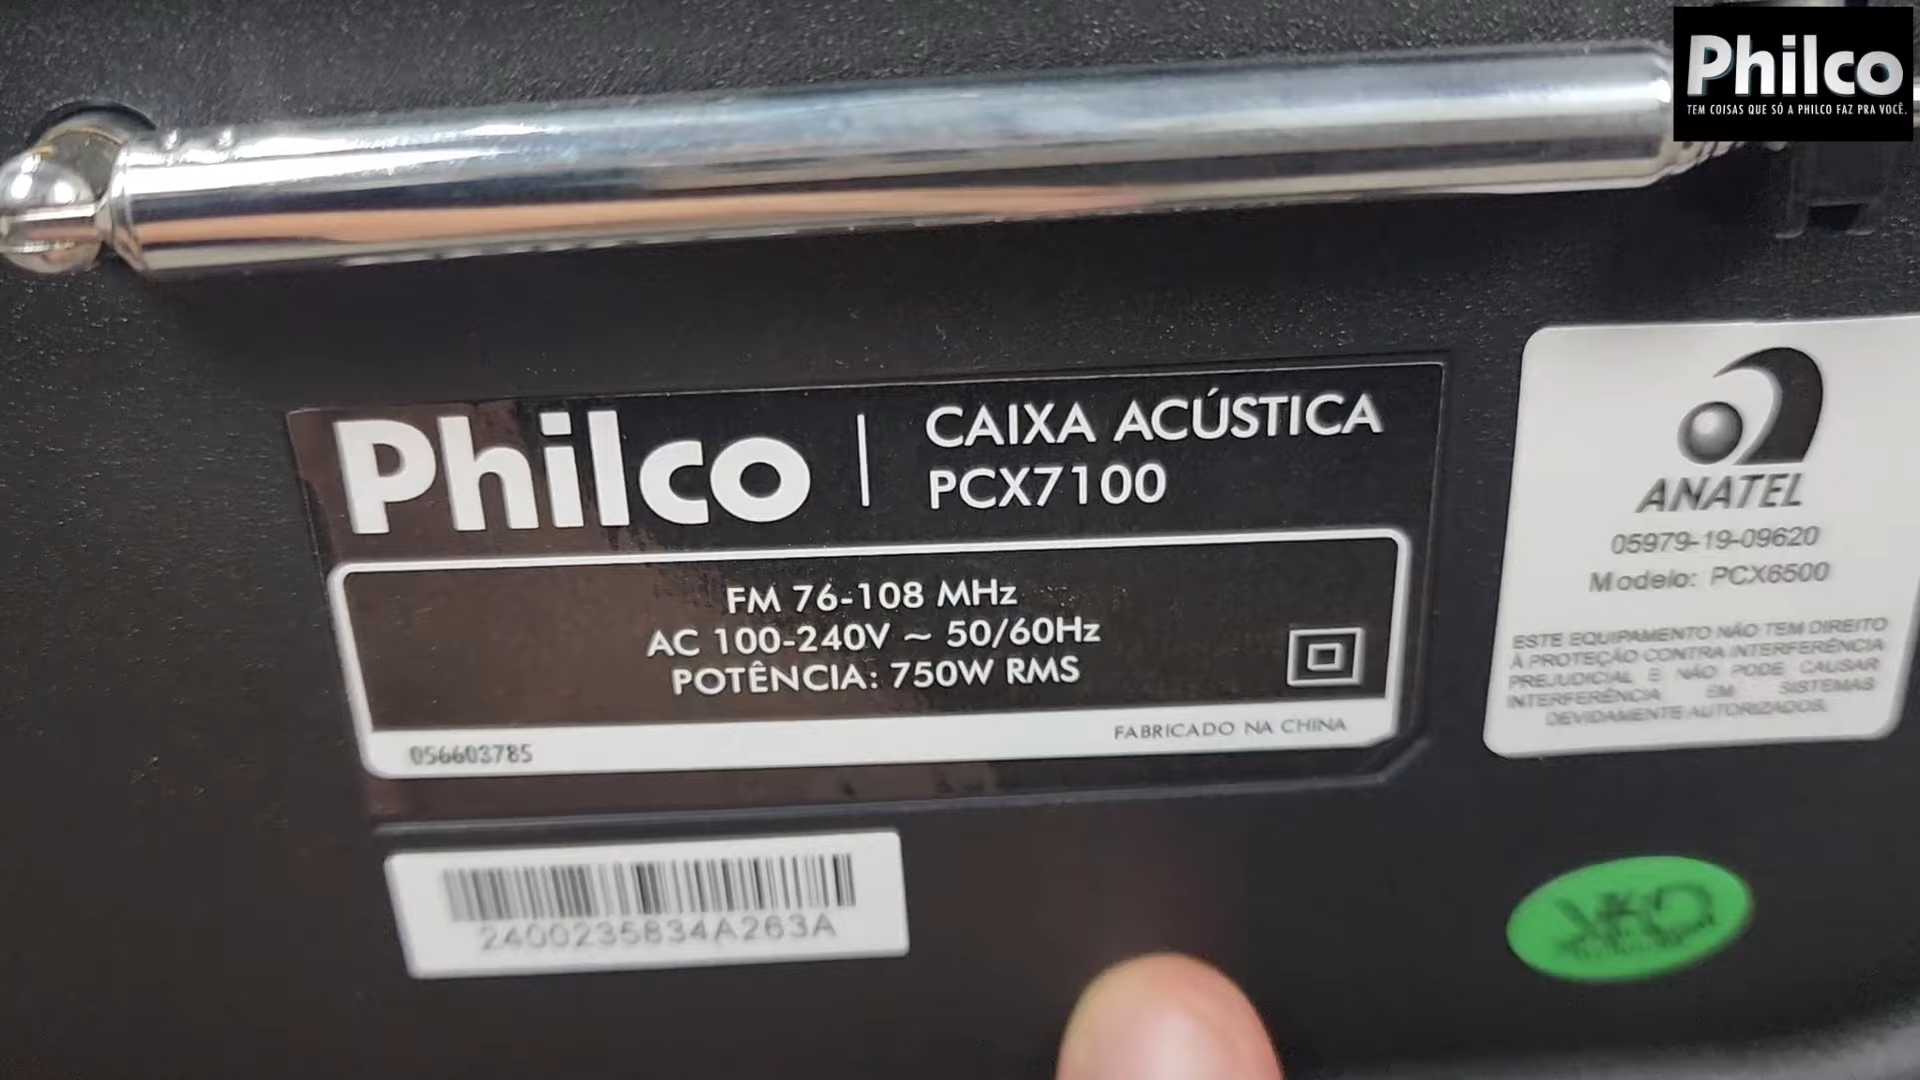 Philco
TEM COISAS QUE SÓ A PHILCO FAZ PRA VOCÊ.
Philco
CAIXA ACÚSTICA
PCX7100
FM 76-108 MHz
AC 100-240V ~ 50/60Hz
POTÊNCIA: 750W RMS
056603785
FABRICADO NA CHINA
ANATEL
05979-19-09620
Modelo: PCX6500
ESTE EQUIPAMENTO NÃO TEM DIREITO
À PROTEÇÃO CONTRA INTERFERÊNCIA
PREJUDICIAL E NÃO PODE CAUSAR
INTERFERÊNCIA EM SISTEMAS
DEVIDAMENTE AUTORIZADOS.
2400235834A263A